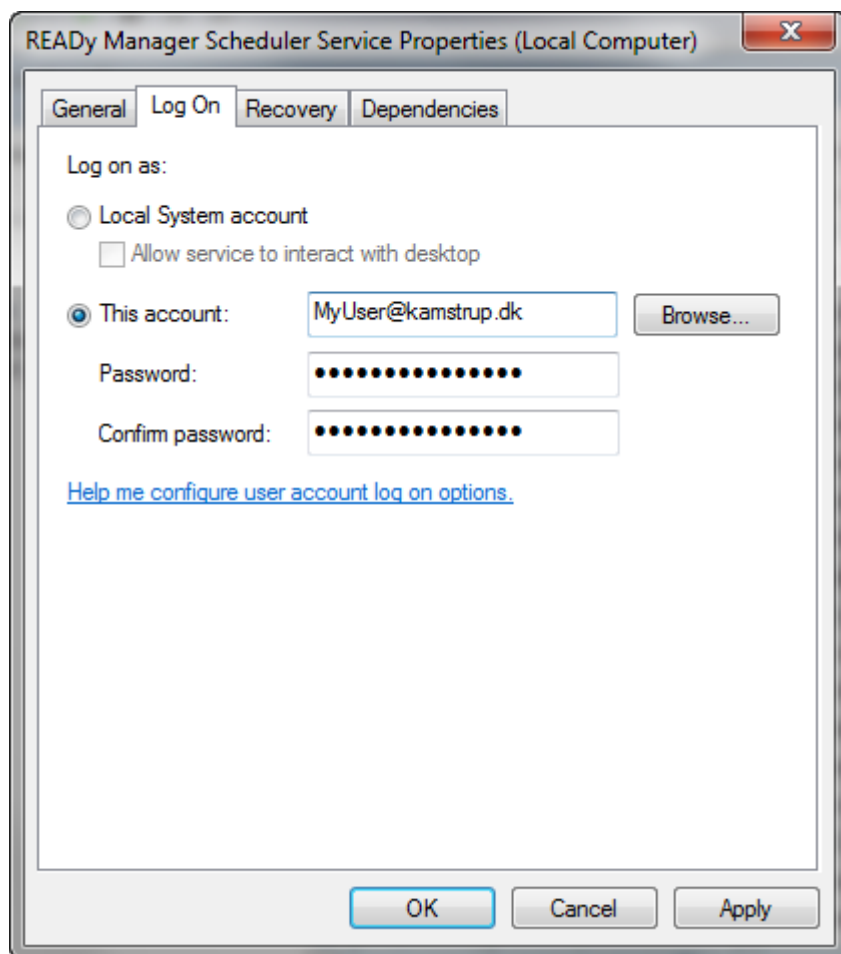 READy Manager Scheduler Service Properties (Local Computer)
General Log On Recovery Dependencies
Log on as:
Local System account
Allow service to interact with desktop
This account: MyUser@kamstrup.dk Browse...
Password: •••••••••••••••
Confirm password: •••••••••••••••
Help me configure user account log on options.
OK Cancel Apply